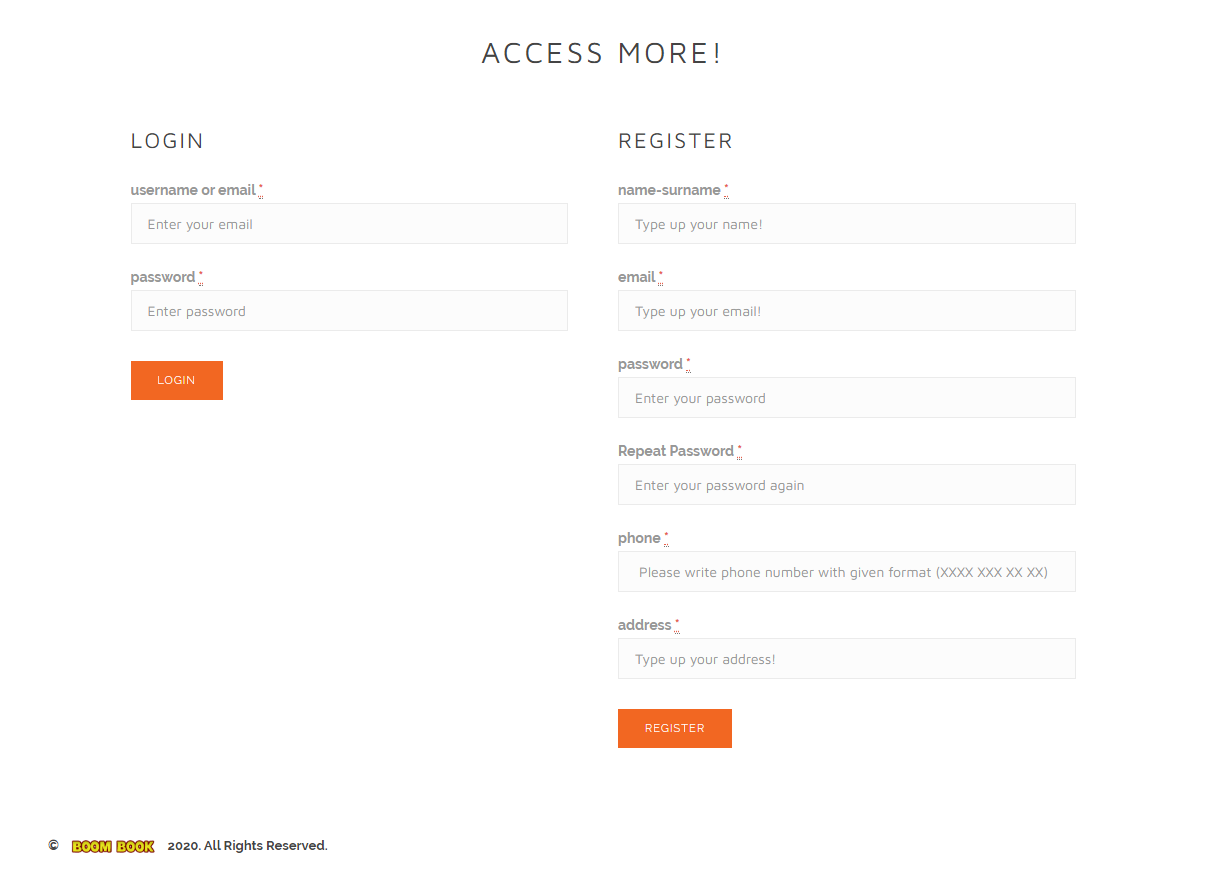 ACCESS MORE!
LOGIN
username or email *
Enter your email
password *
Enter password
LOGIN
REGISTER
name-surname *
Type up your name!
email *
Type up your email!
password *
Enter your password
Repeat Password *
Enter your password again
phone *
Please write phone number with given format (XXXX XXX XX XX)
address *
Type up your address!
REGISTER
© BOOM BOOK 2020. All Rights Reserved.